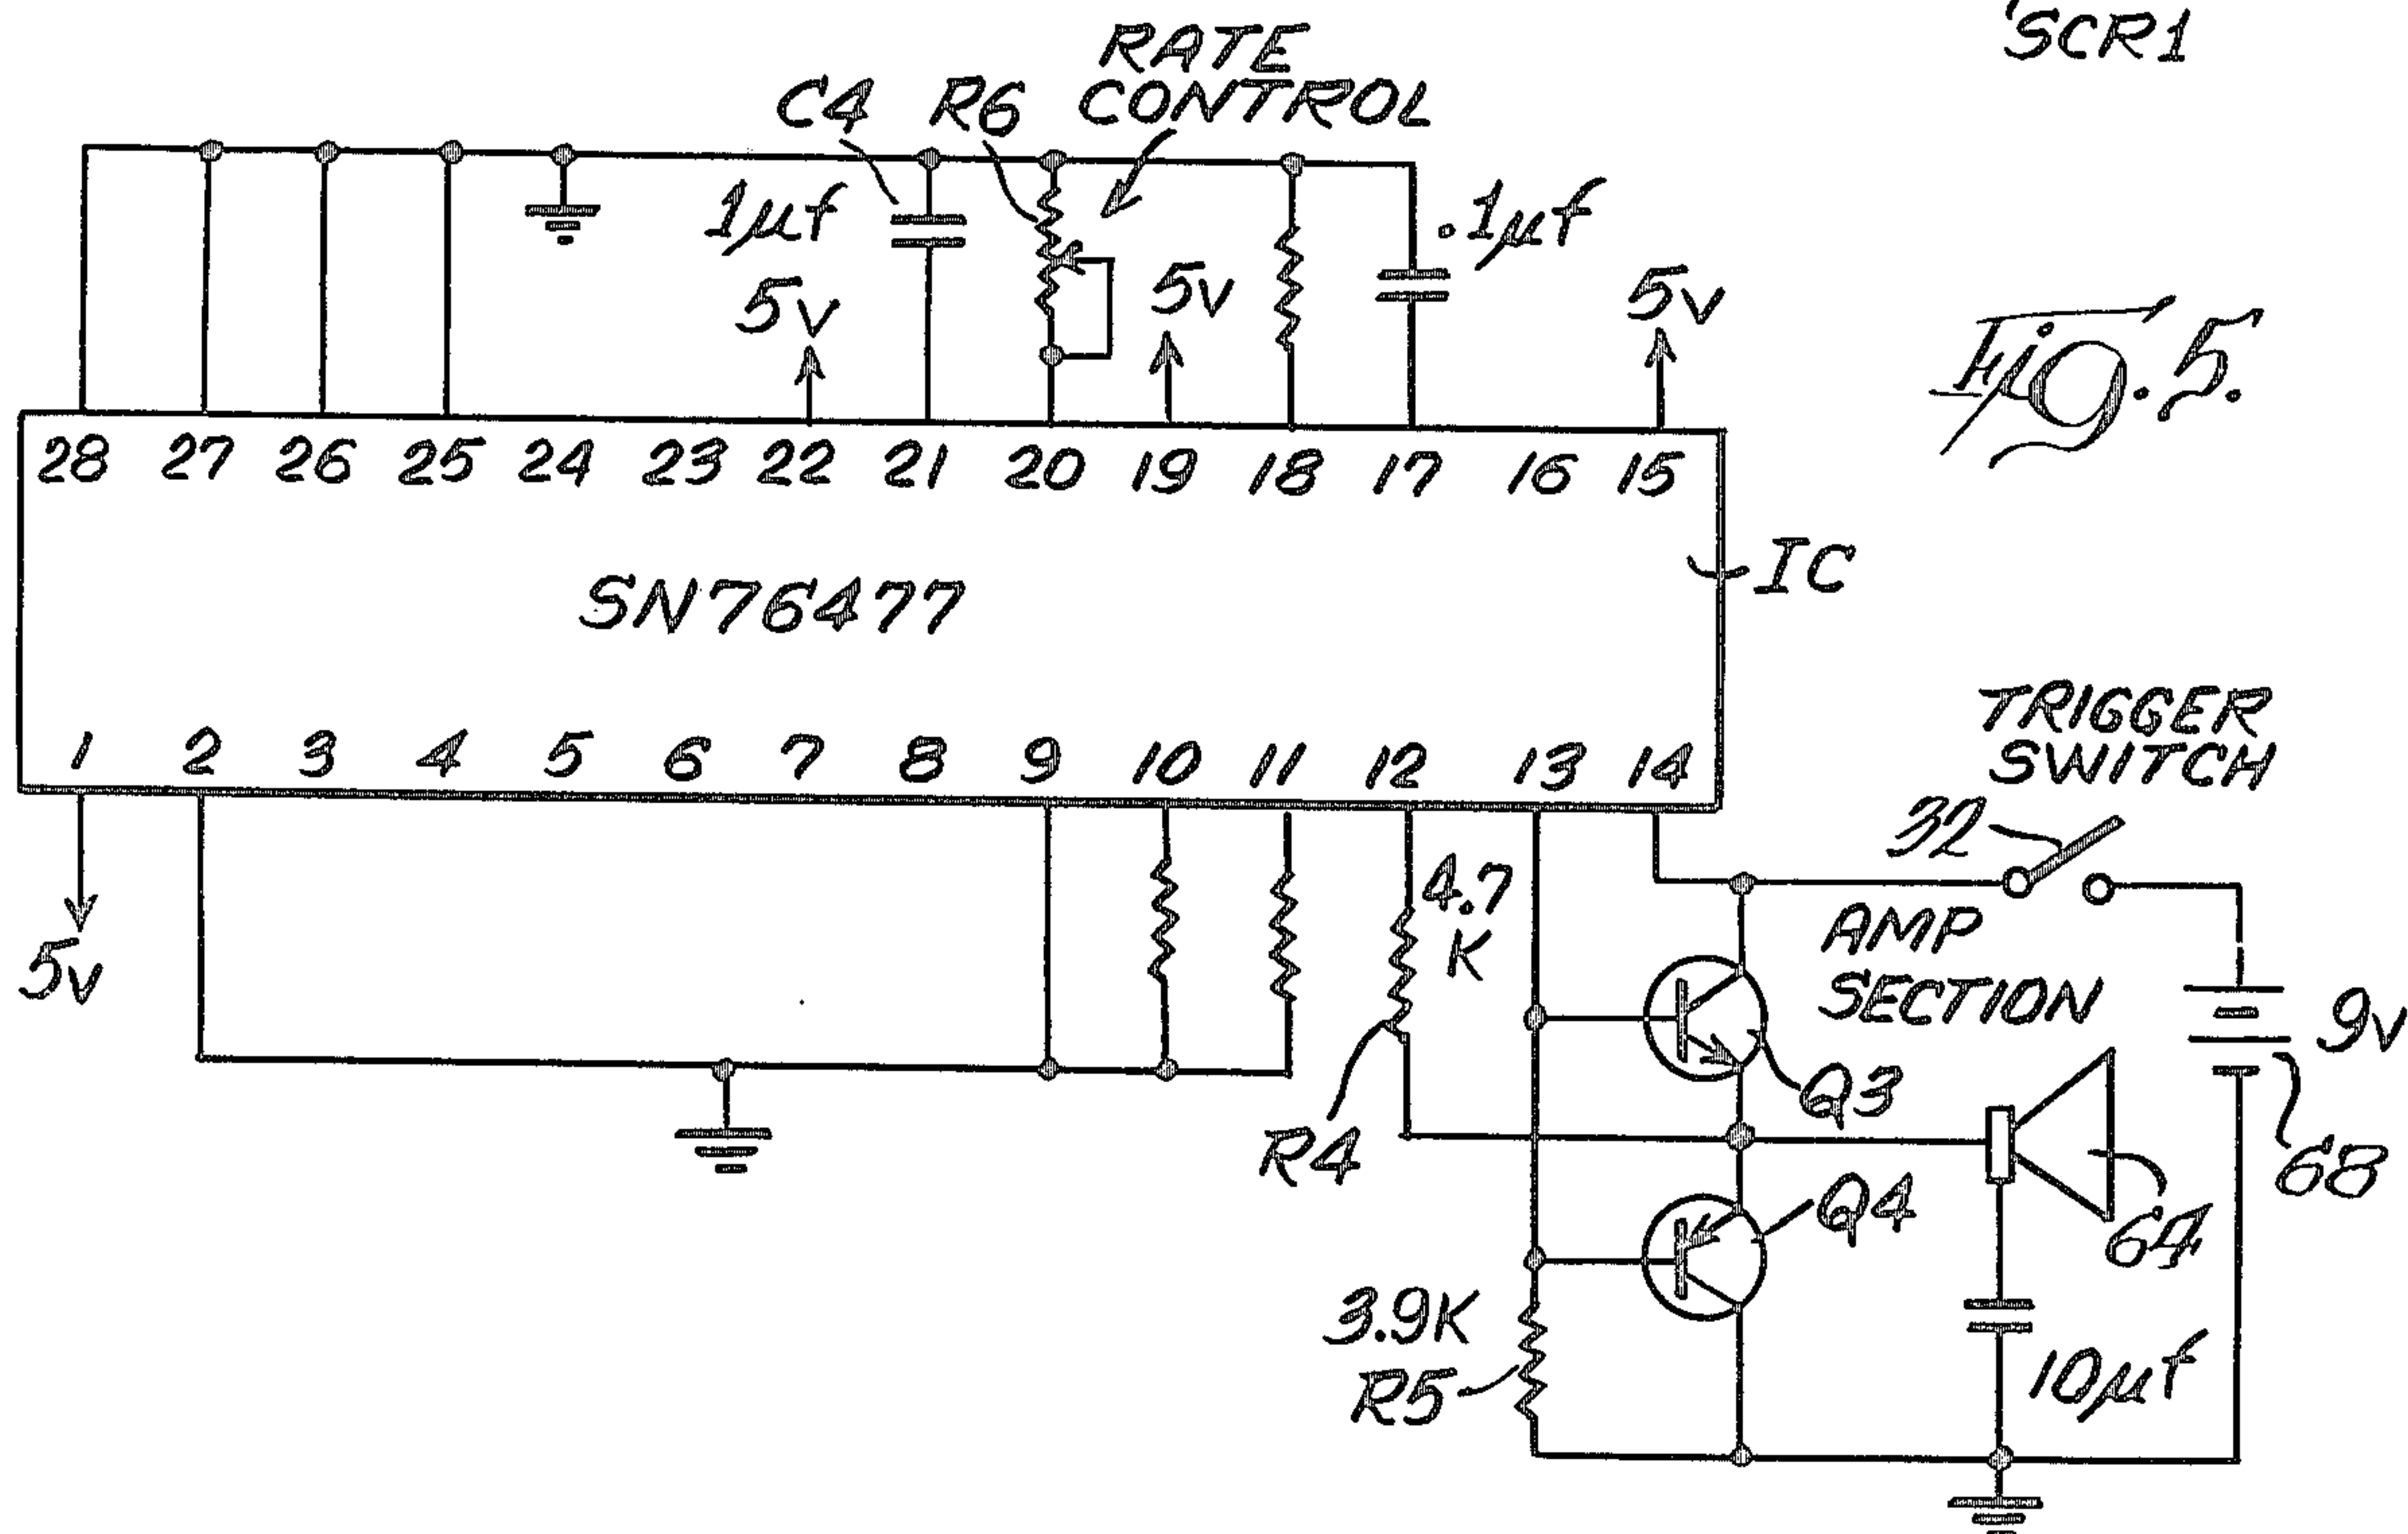 SCR1
RATE
CONTROL
C4 R6
1µf
.1µf
5v
5v
5v
Fig. 5.
28 27 26 25 24 23 22 21 20 19 18 17 16 15
SN76477
IC
1 2 3 4 5 6 7 8 9 10 11 12 13 14
TRIGGER
SWITCH
32
5v
4.7
K
AMP
SECTION
9v
Q3
R4
68
Q4
64
3.9K
R5
10µf